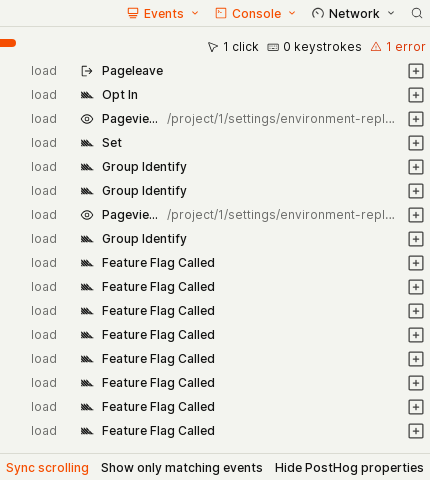 Events Console Network
1 click 0 keystrokes 1 error
load Pageleave
load Opt In
load Pagevie... /project/1/settings/environment-repl...
load Set
load Group Identify
load Group Identify
load Pagevie... /project/1/settings/environment-repl...
load Group Identify
load Feature Flag Called
load Feature Flag Called
load Feature Flag Called
load Feature Flag Called
load Feature Flag Called
load Feature Flag Called
load Feature Flag Called
load Feature Flag Called
Sync scrolling Show only matching events Hide PostHog properties